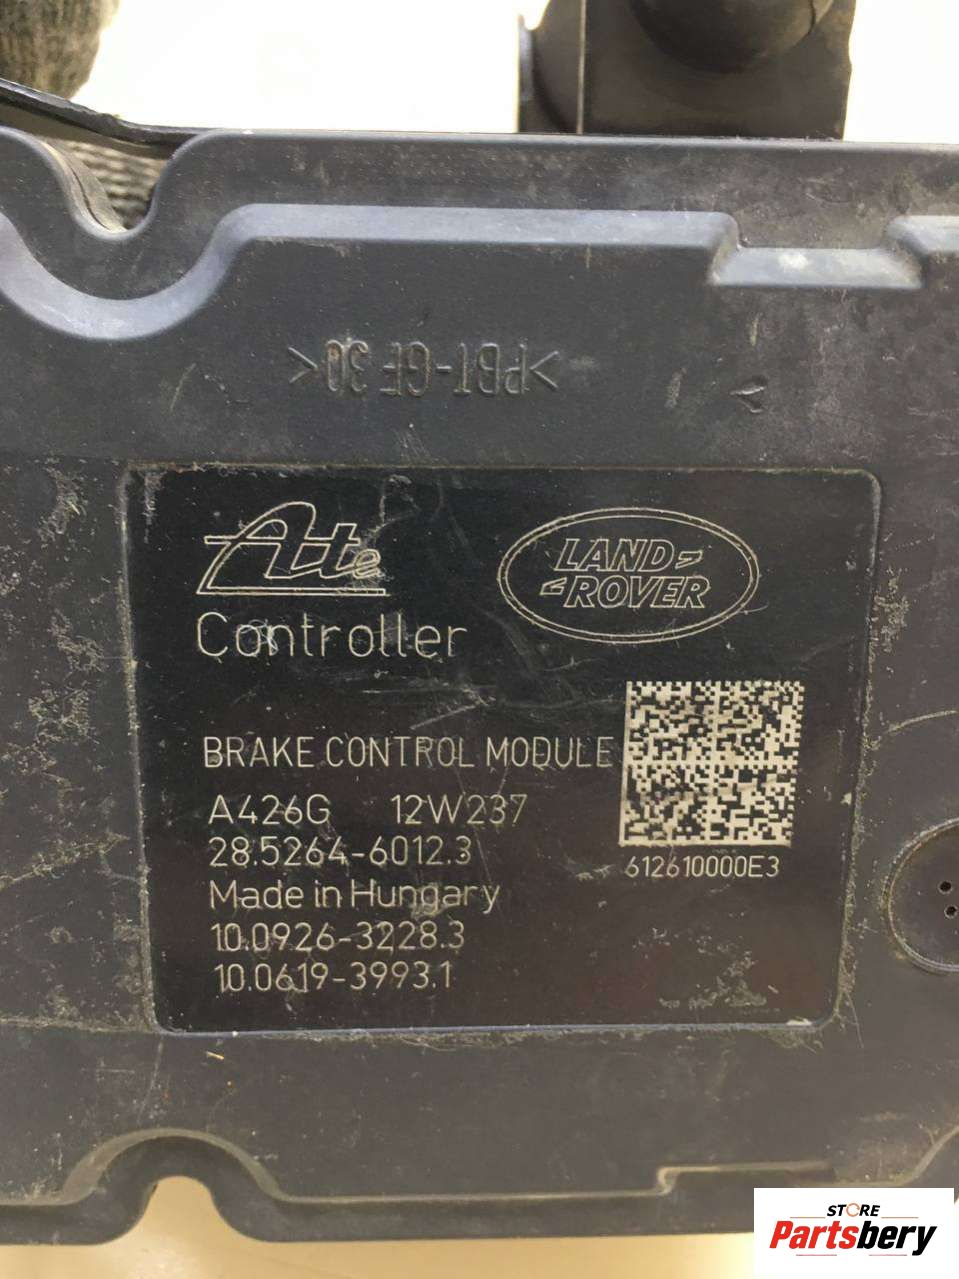 >PBT-GF 30<
Ate
LAND
ROVER
Controller
BRAKE CONTROL MODULE
A426G 12W237
28.5264-6012.3
612610000E3
Made in Hungary
10.0926-3228.3
10.0619-3993.1
STORE
Partsbery